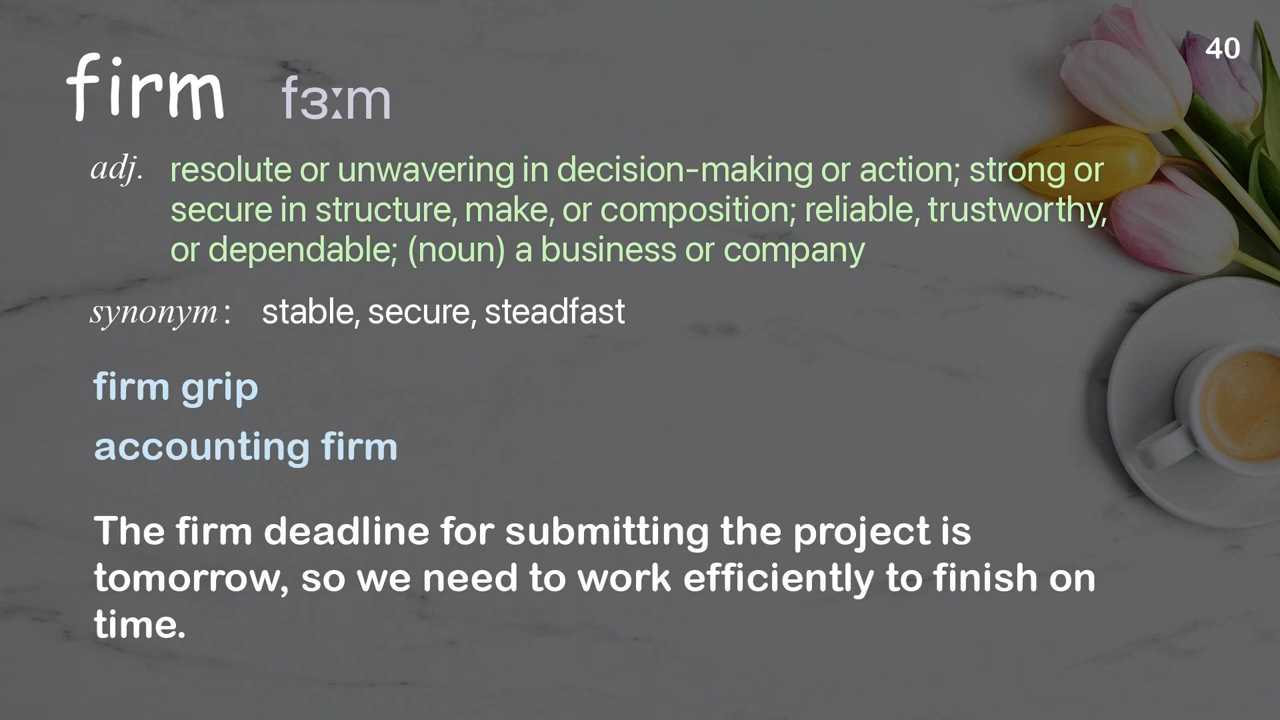 40
firm fɜːm
adj. resolute or unwavering in decision-making or action; strong or
secure in structure, make, or composition; reliable, trustworthy,
or dependable; (noun) a business or company
synonym: stable, secure, steadfast
firm grip
accounting firm
The firm deadline for submitting the project is
tomorrow, so we need to work efficiently to finish on
time.